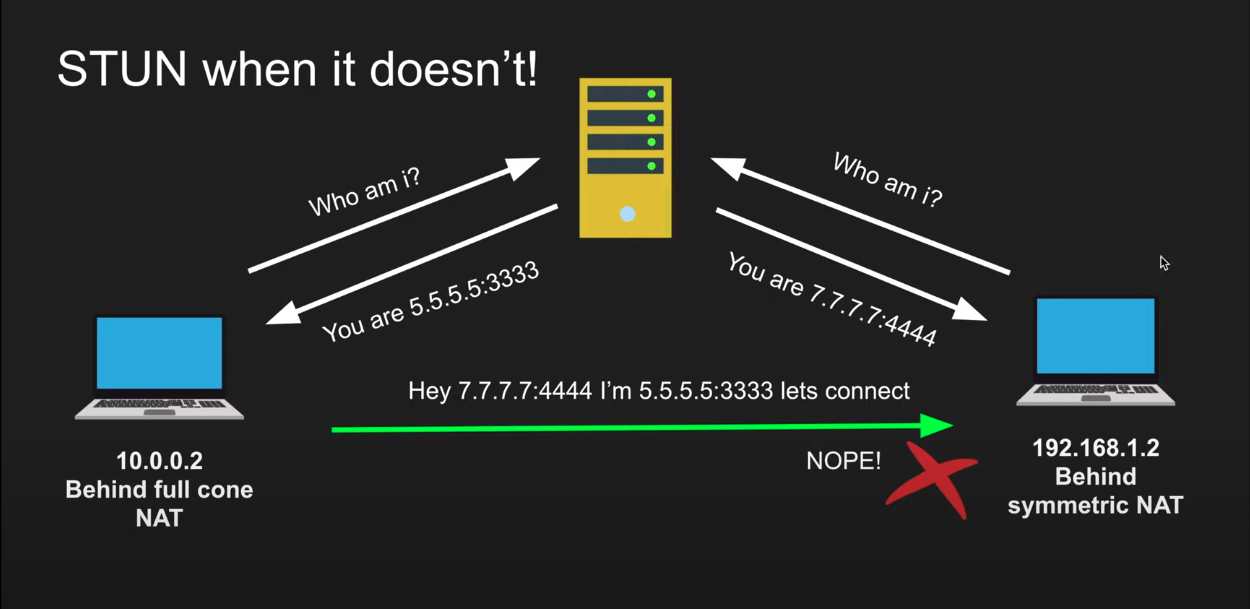 STUN when it doesn't!
Who am i?
Who am i?
You are 5.5.5.5:3333
You are 7.7.7.7:4444
Hey 7.7.7.7:4444 I'm 5.5.5.5:3333 lets connect
NOPE!
10.0.0.2
Behind full cone
NAT
192.168.1.2
Behind
symmetric NAT